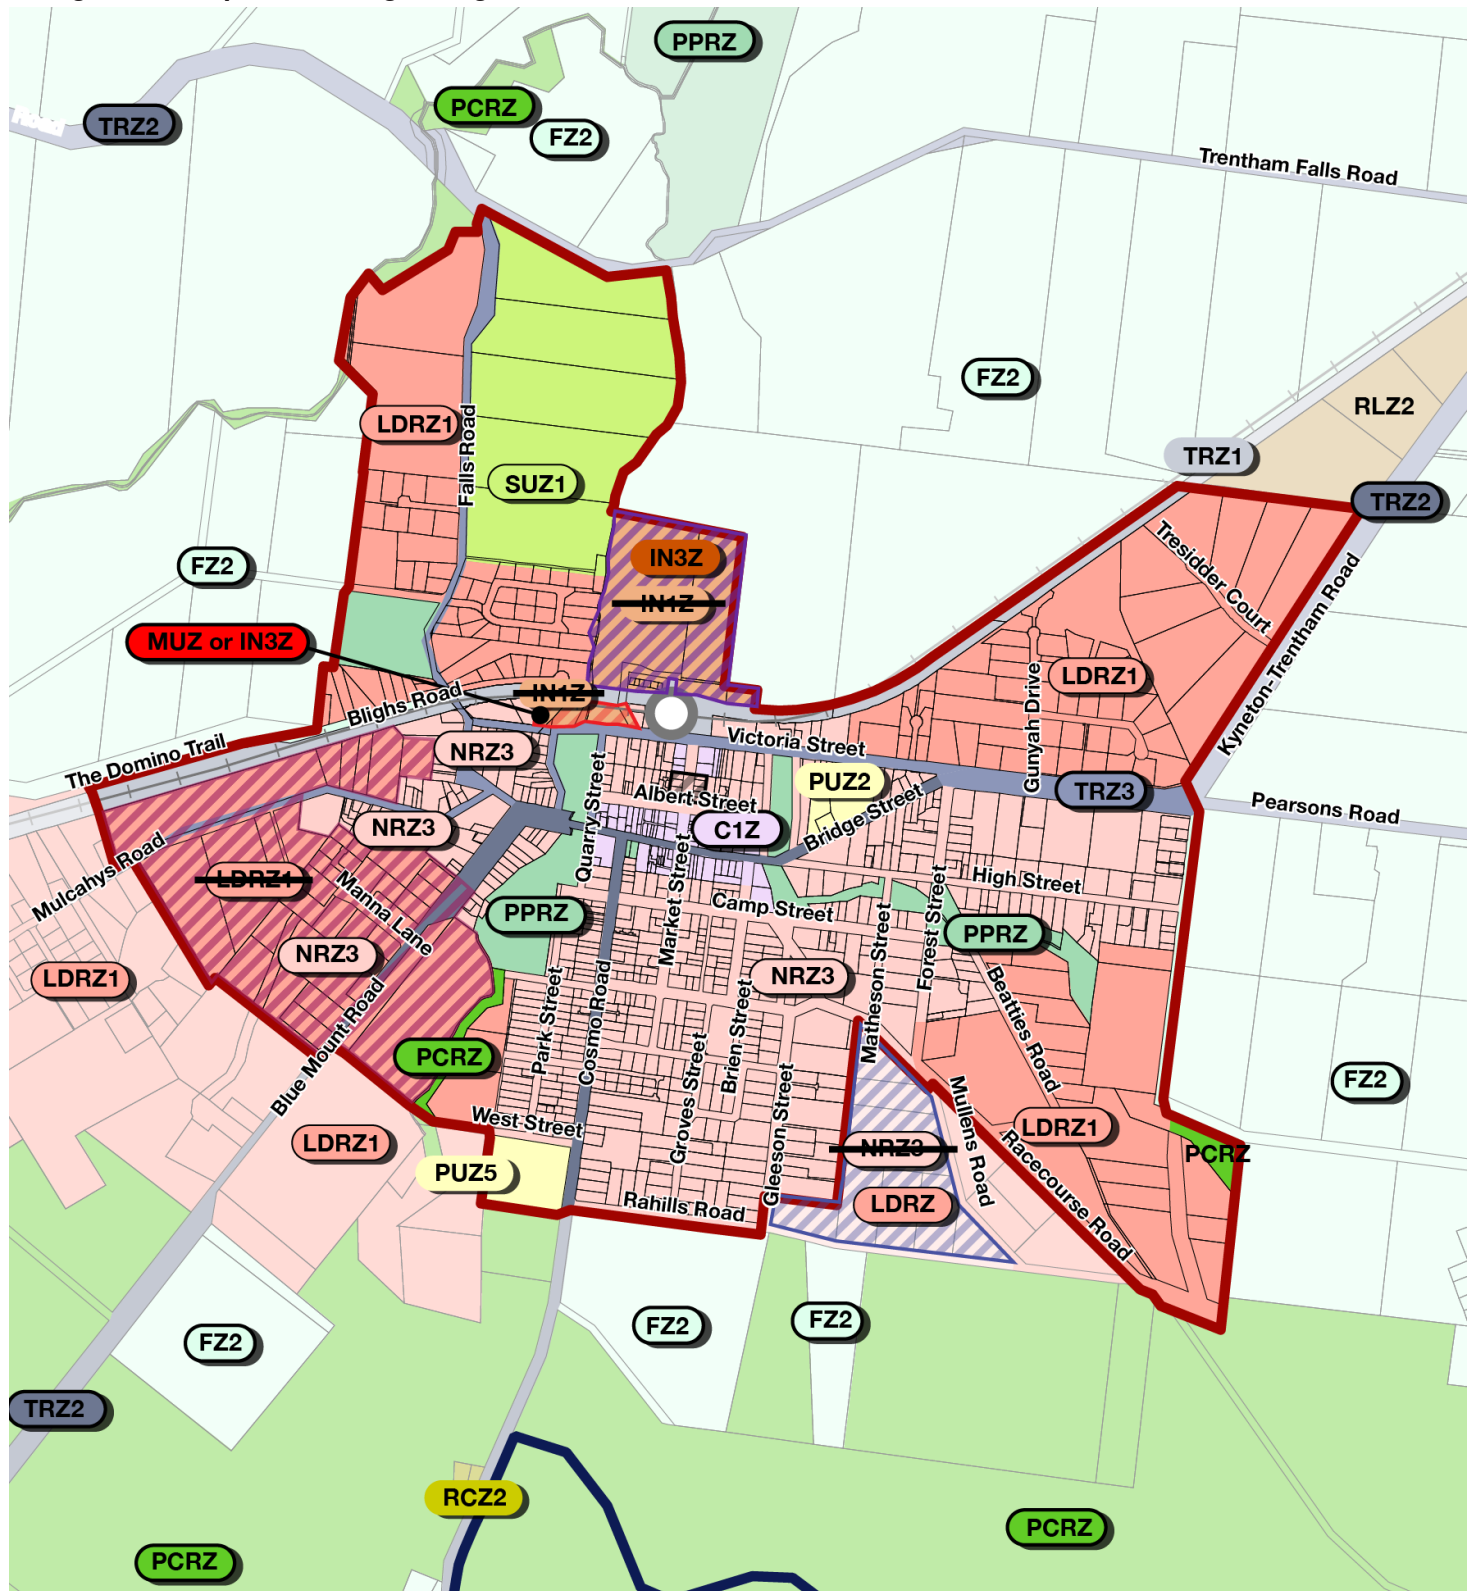 PPRZ
PCRZ
TRZ2
Road
FZ2
Trentham Falls Road
FZ2
RLZ2
LDRZ1
Falls Road
TRZ1
SUZ1
TRZ2
IN3Z
Tresidder Court
FZ2
IN1Z
MUZ or IN3Z
Kyneton-Trentham Road
LDRZ1
Gunyah Drive
IN1Z
Blighs Road
The Domino Trail
NRZ3
Victoria Street
PUZ2
TRZ3
Albert Street
Pearsons Road
Quarry Street
NRZ3
C1Z
Bridge Street
Mulcahys Road
LDRZ1
Manna Lane
Market Street
High Street
Camp Street
PPRZ
Forest Street
PPRZ
NRZ3
Matheson Street
LDRZ1
NRZ3
Blue Mount Road
Park Street
Cosmo Road
Brien Street
Beatties Road
PCRZ
Groves Street
Gleeson Street
FZ2
West Street
Mullens Road
LDRZ1
LDRZ1
NRZ3
Racecourse Road
PCRZ
PUZ5
Rahills Road
LDRZ
FZ2
FZ2
FZ2
TRZ2
RCZ2
PCRZ
PCRZ